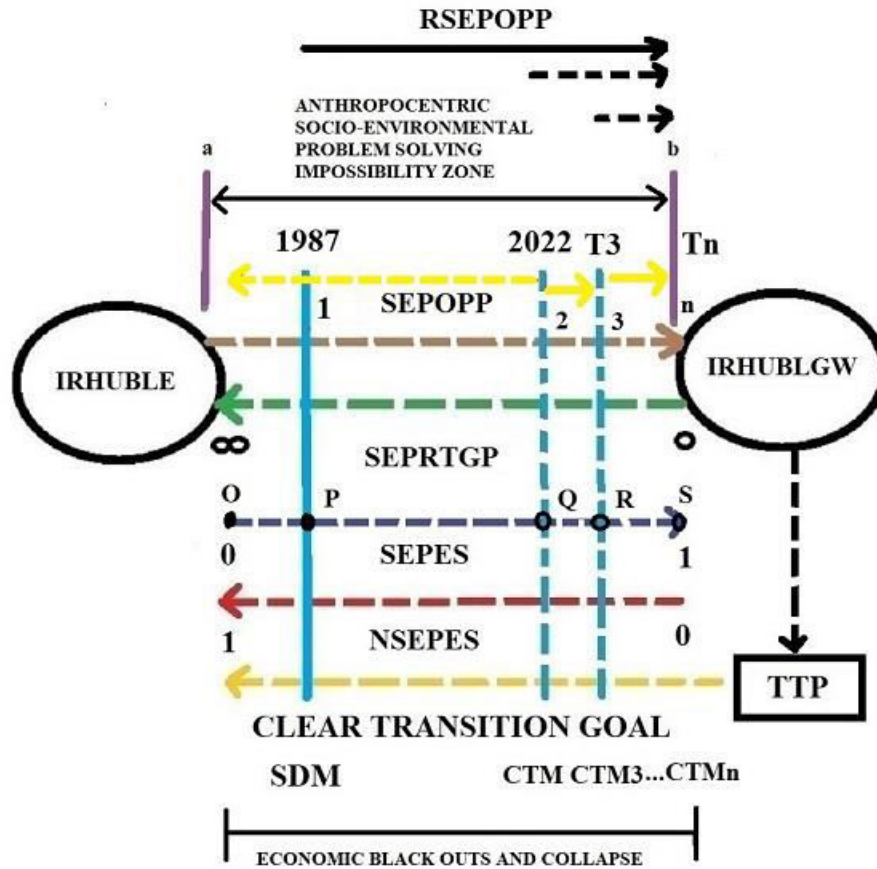 RSEPOPP
ANTHROPOCENTRIC
SOCIO-ENVIRONMENTAL
PROBLEM SOLVING
IMPOSSIBILITY ZONE
a
b
1987
2022
T3
Tn
SEPOPP
1
2
3
n
IRHUBLE
IRHUBLGW
∞
0
SEPRTGP
O
P
Q
R
S
0
SEPES
1
1
NSEPES
0
TTP
CLEAR TRANSITION GOAL
SDM
CTM CTM3...CTMn
ECONOMIC BLACK OUTS AND COLLAPSE